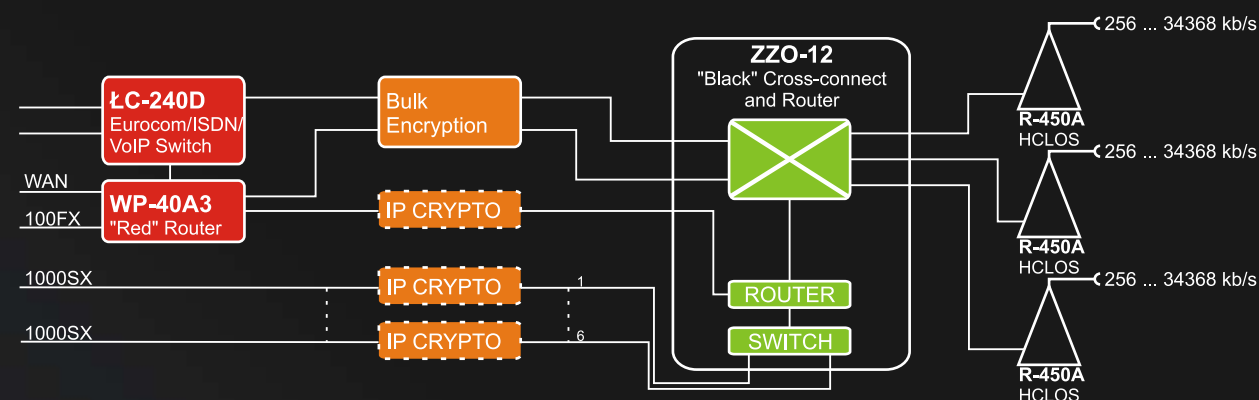 ŁC-240D
Eurocom/ISDN/
VoIP Switch
WAN
WP-40A3
"Red" Router
100FX
1000SX
1000SX
Bulk
Encryption
IP CRYPTO
IP CRYPTO
1
IP CRYPTO
6
ZZO-12
"Black" Cross-connect
and Router
ROUTER
SWITCH
256 ... 34368 kb/s
R-450A
HCLOS
256 ... 34368 kb/s
R-450A
HCLOS
256 ... 34368 kb/s
R-450A
HCLOS